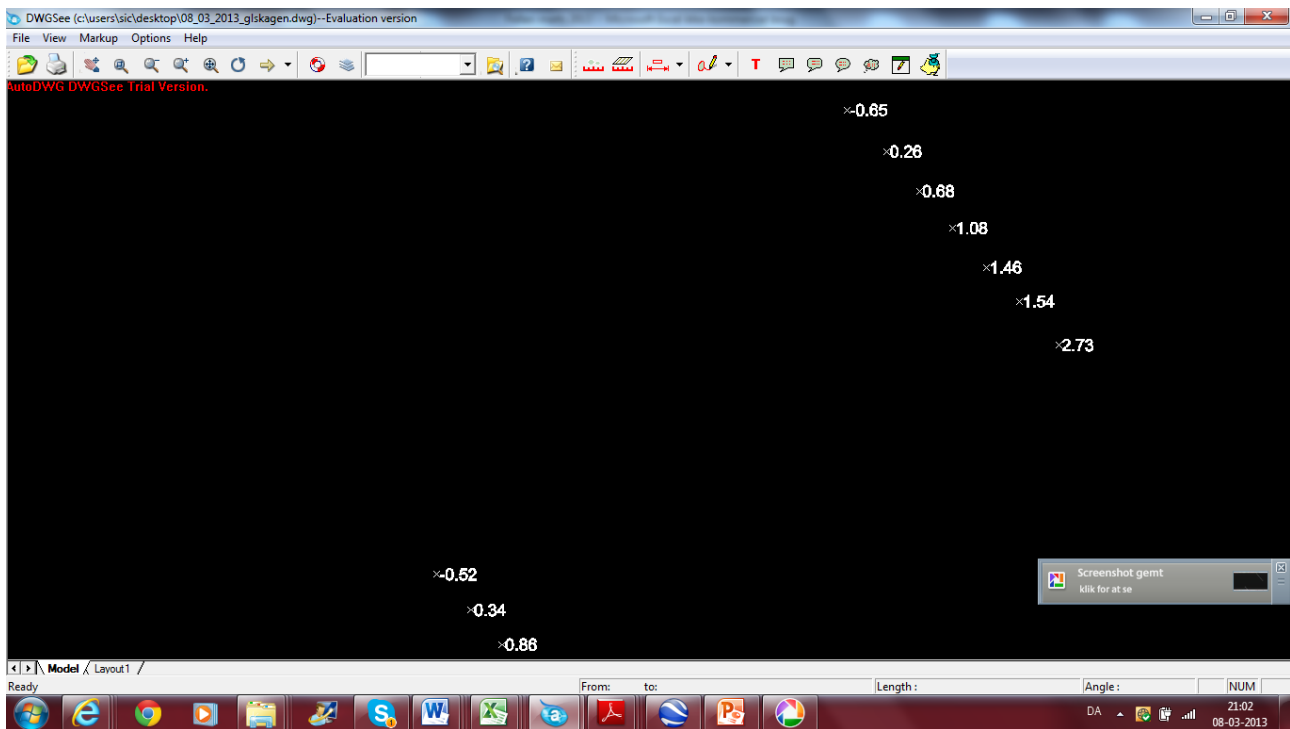 DWGSee (c:\users\sic\desktop\08_03_2013_glskagen.dwg)--Evaluation version
File View Markup Options Help
T
AutoDWG DWGSee Trial Version.
-0.65
0.26
0.68
1.08
1.46
1.54
2.73
-0.52
0.34
0.86
Screenshot gemt
klik for at se
Model Layout1
Ready From: to: Length : Angle : NUM
DA 21:02
08-03-2013